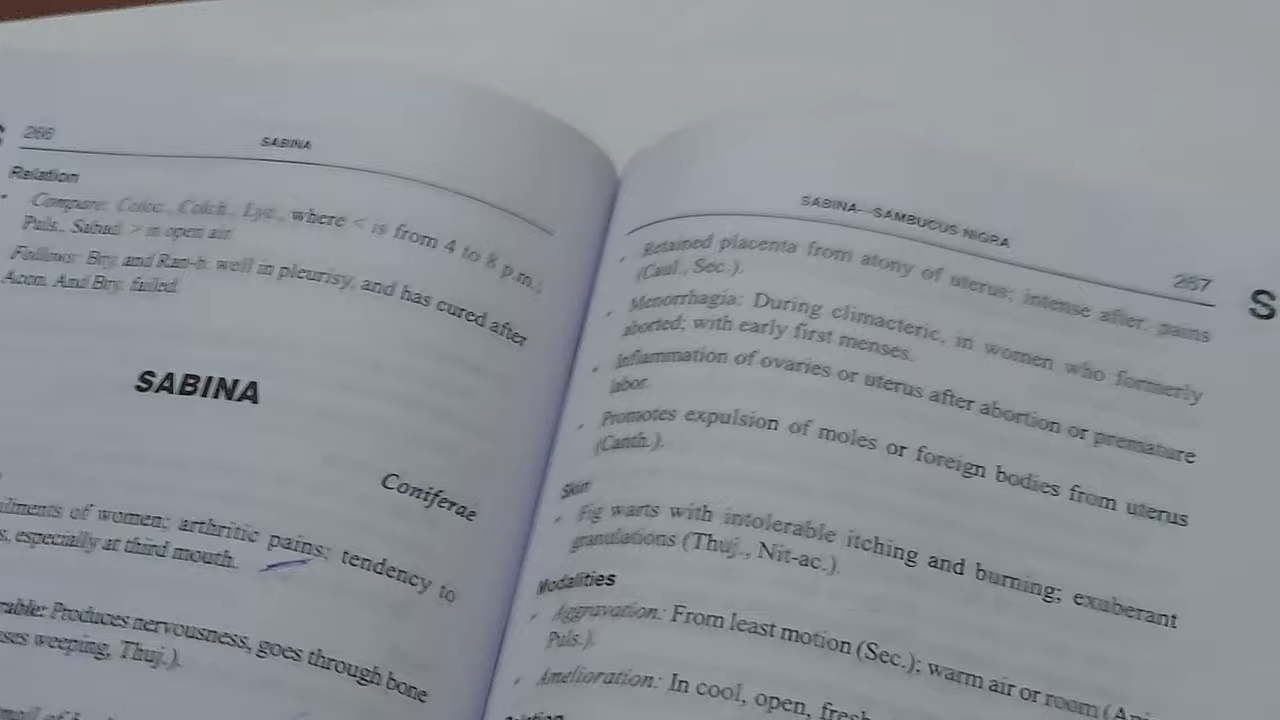 266
SABINA
Relation
Compare: Cocc., Colch., Lyc., where < is from 4 to 8 p.m.;
Puls., Sabad. > in open air.
Follows: Bry. and Ran-b. well in pleurisy, and has cured after
Acon. And Bry. failed.
SABINA
Coniferae
ailments of women; arthritic pains; tendency to
especially at third mouth.
Produces nervousness, goes through bone
weeping, Thuj.).
SABINA—SAMBUCUS NIGRA
267
S
• Retained placenta from atony of uterus; intense after. pains
(Caul., Sec.).
• Menorrhagia: During climacteric, in women who formerly
aborted; with early first menses.
• Inflammation of ovaries or uterus after abortion or premature
labor.
• Promotes expulsion of moles or foreign bodies from uterus
(Canth.).
Skin
• Fig warts with intolerable itching and burning; exuberant
granulations (Thuj., Nit-ac.).
Modalities
• Aggravation: From least motion (Sec.); warm air or room
Puls.).
• Amelioration: In cool, open,